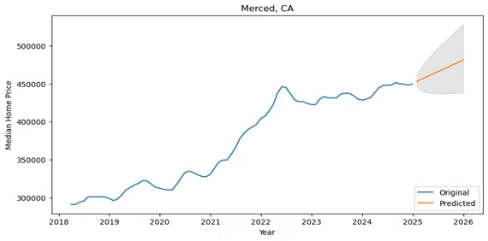 Merced, CA
Median Home Price
500000
450000
400000
350000
300000
2018 2019 2020 2021 2022 2023 2024 2025 2026
Year
Original
Predicted